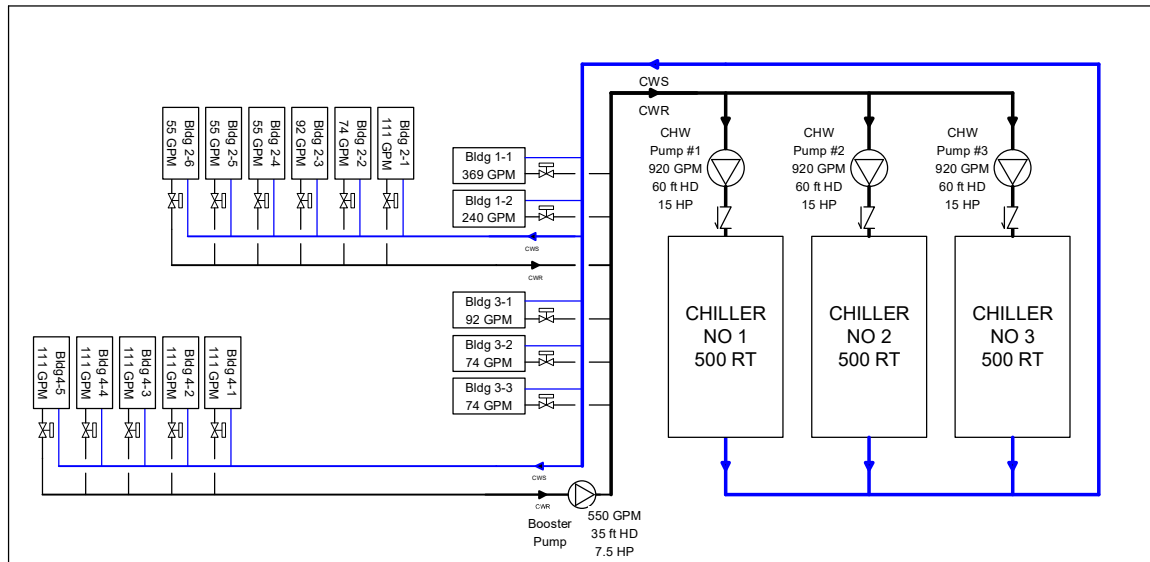 CWS
CWR
CHW
Pump #1
920 GPM
60 ft HD
15 HP
CHW
Pump #2
920 GPM
60 ft HD
15 HP
CHW
Pump #3
920 GPM
60 ft HD
15 HP
Bldg 2-6
55 GPM
Bldg 2-5
55 GPM
Bldg 2-4
55 GPM
Bldg 2-3
92 GPM
Bldg 2-2
74 GPM
Bldg 2-1
111 GPM
Bldg 1-1
369 GPM
Bldg 1-2
240 GPM
CWS
CWR
Bldg 3-1
92 GPM
Bldg 3-2
74 GPM
Bldg 3-3
74 GPM
CHILLER
NO 1
500 RT
CHILLER
NO 2
500 RT
CHILLER
NO 3
500 RT
Bldg4-5
111 GPM
Bldg 4-4
111 GPM
Bldg 4-3
111 GPM
Bldg 4-2
111 GPM
Bldg 4-1
111 GPM
CWS
CWR
Booster
Pump
550 GPM
35 ft HD
7.5 HP